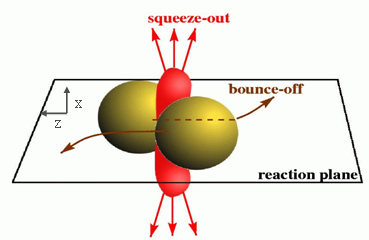 squeeze-out
bounce-off
x
z
reaction plane